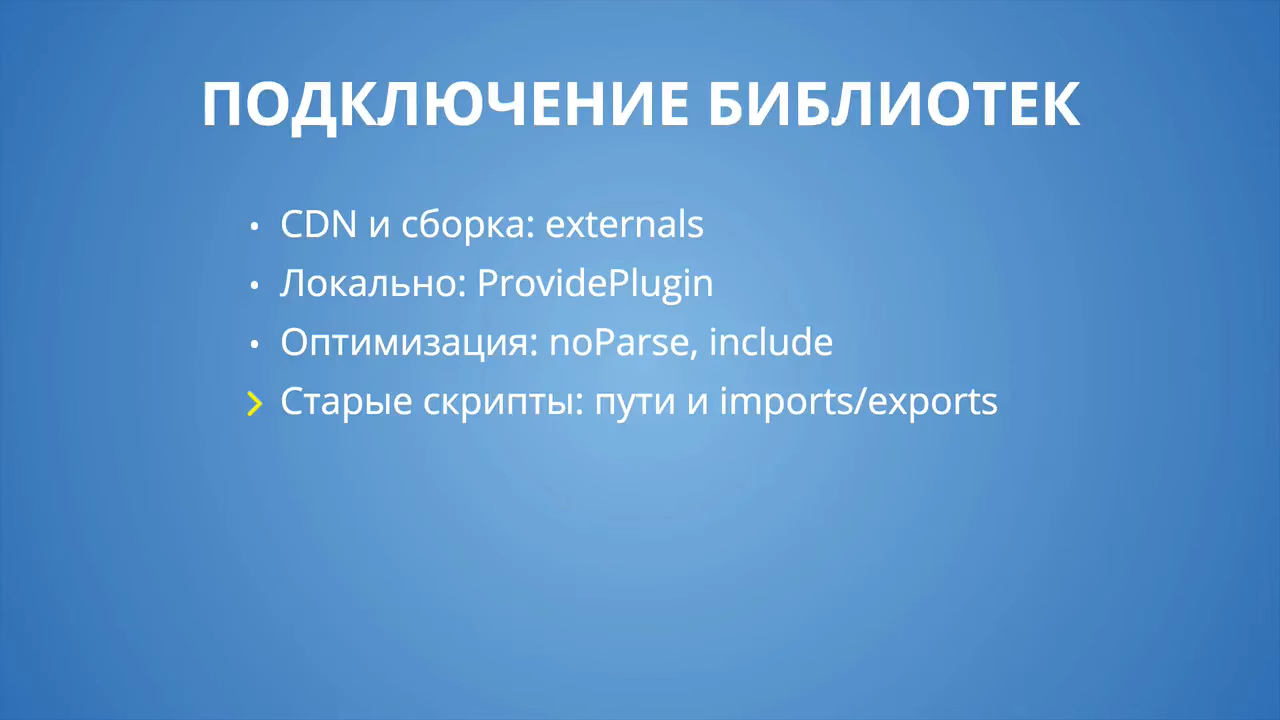 ПОДКЛЮЧЕНИЕ БИБЛИОТЕК
• CDN и сборка: externals
• Локально: ProvidePlugin
• Оптимизация: noParse, include
› Старые скрипты: пути и imports/exports